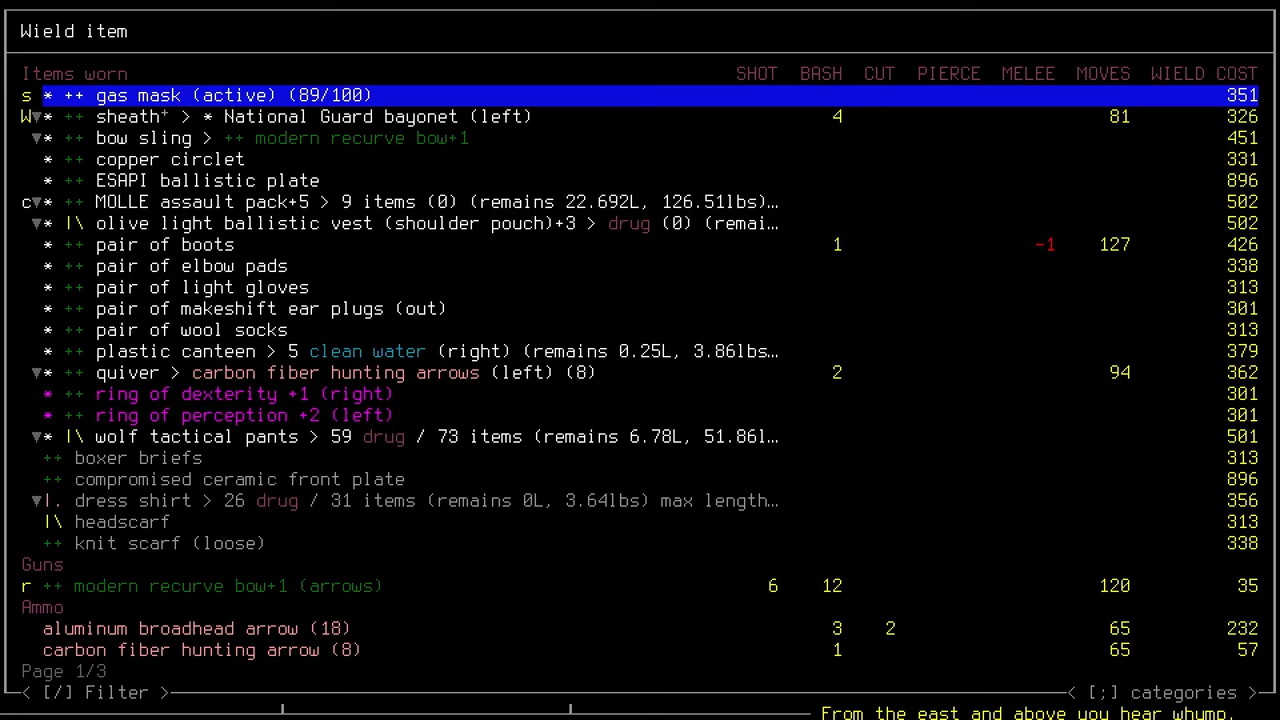 Wield item
Items worn SHOT BASH CUT PIERCE MELEE MOVES WIELD COST
s * ++ gas mask (active) (89/100) 351
W▼* ++ sheath⁺ > * National Guard bayonet (left) 4 81 326
▼* ++ bow sling > ++ modern recurve bow+1 451
* ++ copper circlet 331
* ++ ESAPI ballistic plate 896
c▼* ++ MOLLE assault pack+5 > 9 items (0) (remains 22.692L, 126.51lbs)… 502
▼* |\ olive light ballistic vest (shoulder pouch)+3 > drug (0) (remai… 502
* ++ pair of boots 1 -1 127 426
* ++ pair of elbow pads 338
* ++ pair of light gloves 313
* ++ pair of makeshift ear plugs (out) 301
* ++ pair of wool socks 313
* ++ plastic canteen > 5 clean water (right) (remains 0.25L, 3.86lbs… 379
▼* ++ quiver > carbon fiber hunting arrows (left) (8) 2 94 362
* ++ ring of dexterity +1 (right) 301
* ++ ring of perception +2 (left) 301
▼* |\ wolf tactical pants > 59 drug / 73 items (remains 6.78L, 51.86l… 501
++ boxer briefs 313
++ compromised ceramic front plate 896
▼|. dress shirt > 26 drug / 31 items (remains 0L, 3.64lbs) max length… 356
|\ headscarf 313
++ knit scarf (loose) 338
Guns
r ++ modern recurve bow+1 (arrows) 6 12 120 35
Ammo
aluminum broadhead arrow (18) 3 2 65 232
carbon fiber hunting arrow (8) 1 65 57
Page 1/3
< [/] Filter > < [;] categories >
From the east and above you hear whump.